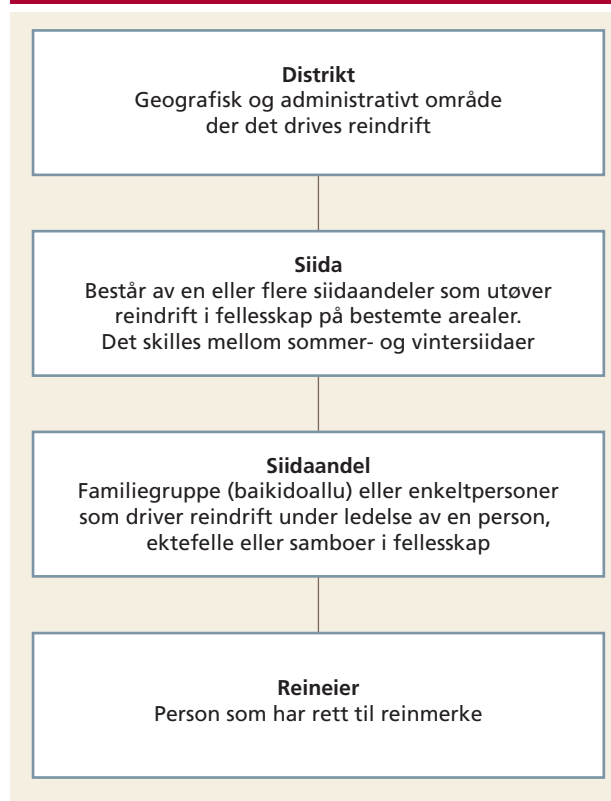 Distrikt
Geografisk og administrativt område
der det drives reindrift
Siida
Består av en eller flere siidaandeler som utøver
reindrift i fellesskap på bestemte arealer.
Det skilles mellom sommer- og vintersiidaer
Siidaandel
Familiegruppe (baikidoallu) eller enkeltpersoner
som driver reindrift under ledelse av en person,
ektefelle eller samboer i fellesskap
Reineier
Person som har rett til reinmerke